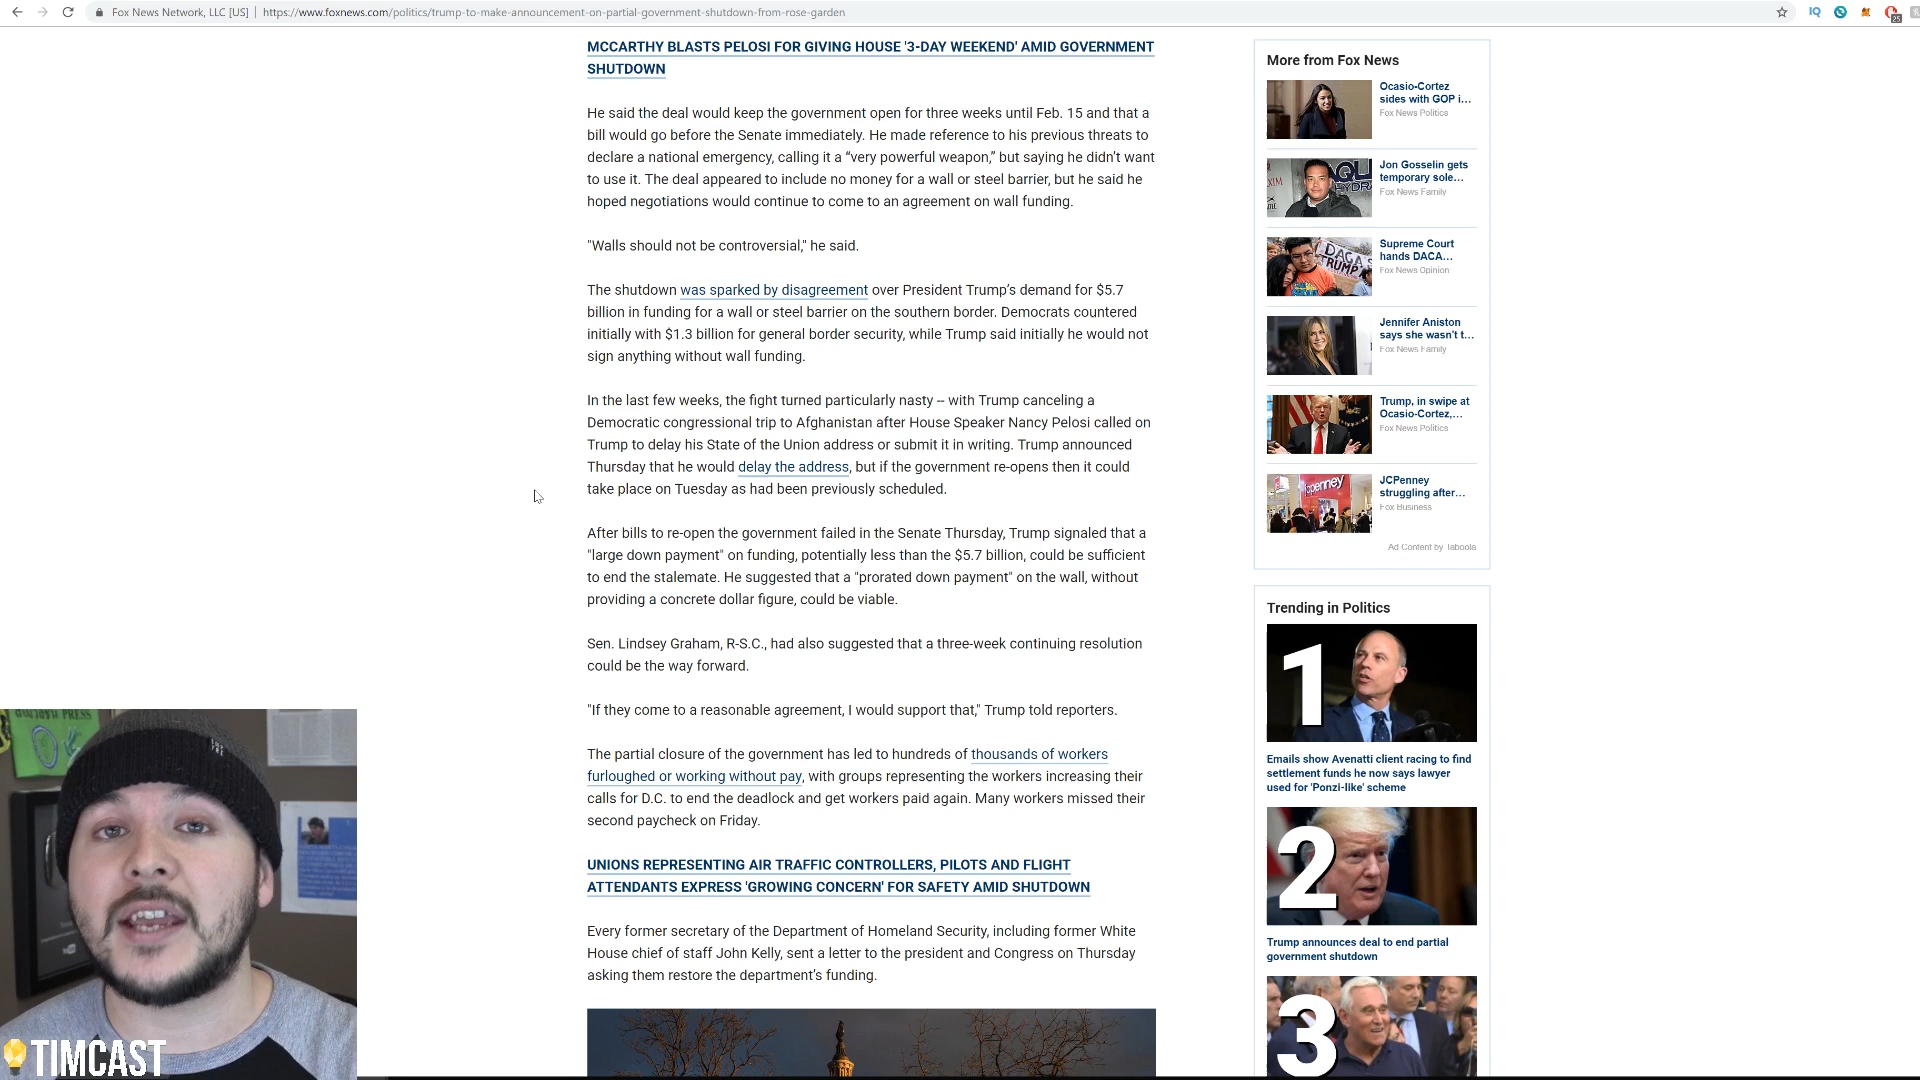 Fox News Network, LLC [US] | https://www.foxnews.com/politics/trump-to-make-announcement-on-partial-government-shutdown-from-rose-garden
IQ
25
MCCARTHY BLASTS PELOSI FOR GIVING HOUSE '3-DAY WEEKEND' AMID GOVERNMENT
SHUTDOWN
He said the deal would keep the government open for three weeks until Feb. 15 and that a
bill would go before the Senate immediately. He made reference to his previous threats to
declare a national emergency, calling it a “very powerful weapon,” but saying he didn’t want
to use it. The deal appeared to include no money for a wall or steel barrier, but he said he
hoped negotiations would continue to come to an agreement on wall funding.
"Walls should not be controversial," he said.
The shutdown was sparked by disagreement over President Trump’s demand for $5.7
billion in funding for a wall or steel barrier on the southern border. Democrats countered
initially with $1.3 billion for general border security, while Trump said initially he would not
sign anything without wall funding.
In the last few weeks, the fight turned particularly nasty -- with Trump canceling a
Democratic congressional trip to Afghanistan after House Speaker Nancy Pelosi called on
Trump to delay his State of the Union address or submit it in writing. Trump announced
Thursday that he would delay the address, but if the government re-opens then it could
take place on Tuesday as had been previously scheduled.
After bills to re-open the government failed in the Senate Thursday, Trump signaled that a
"large down payment" on funding, potentially less than the $5.7 billion, could be sufficient
to end the stalemate. He suggested that a "prorated down payment" on the wall, without
providing a concrete dollar figure, could be viable.
Sen. Lindsey Graham, R-S.C., had also suggested that a three-week continuing resolution
could be the way forward.
"If they come to a reasonable agreement, I would support that," Trump told reporters.
The partial closure of the government has led to hundreds of thousands of workers
furloughed or working without pay, with groups representing the workers increasing their
calls for D.C. to end the deadlock and get workers paid again. Many workers missed their
second paycheck on Friday.
UNIONS REPRESENTING AIR TRAFFIC CONTROLLERS, PILOTS AND FLIGHT
ATTENDANTS EXPRESS 'GROWING CONCERN' FOR SAFETY AMID SHUTDOWN
Every former secretary of the Department of Homeland Security, including former White
House chief of staff John Kelly, sent a letter to the president and Congress on Thursday
asking them restore the department’s funding.
More from Fox News
Ocasio-Cortez
sides with GOP i...
Fox News Politics
Jon Gosselin gets
temporary sole...
Fox News Family
Supreme Court
hands DACA...
Fox News Opinion
Jennifer Aniston
says she wasn't t...
Fox News Family
Trump, in swipe at
Ocasio-Cortez,...
Fox News Politics
JCPenney
struggling after...
Fox Business
Ad Content by Taboola
Trending in Politics
1
Emails show Avenatti client racing to find
settlement funds he now says lawyer
used for 'Ponzi-like' scheme
2
Trump announces deal to end partial
government shutdown
3
PRESS
TIMCAST